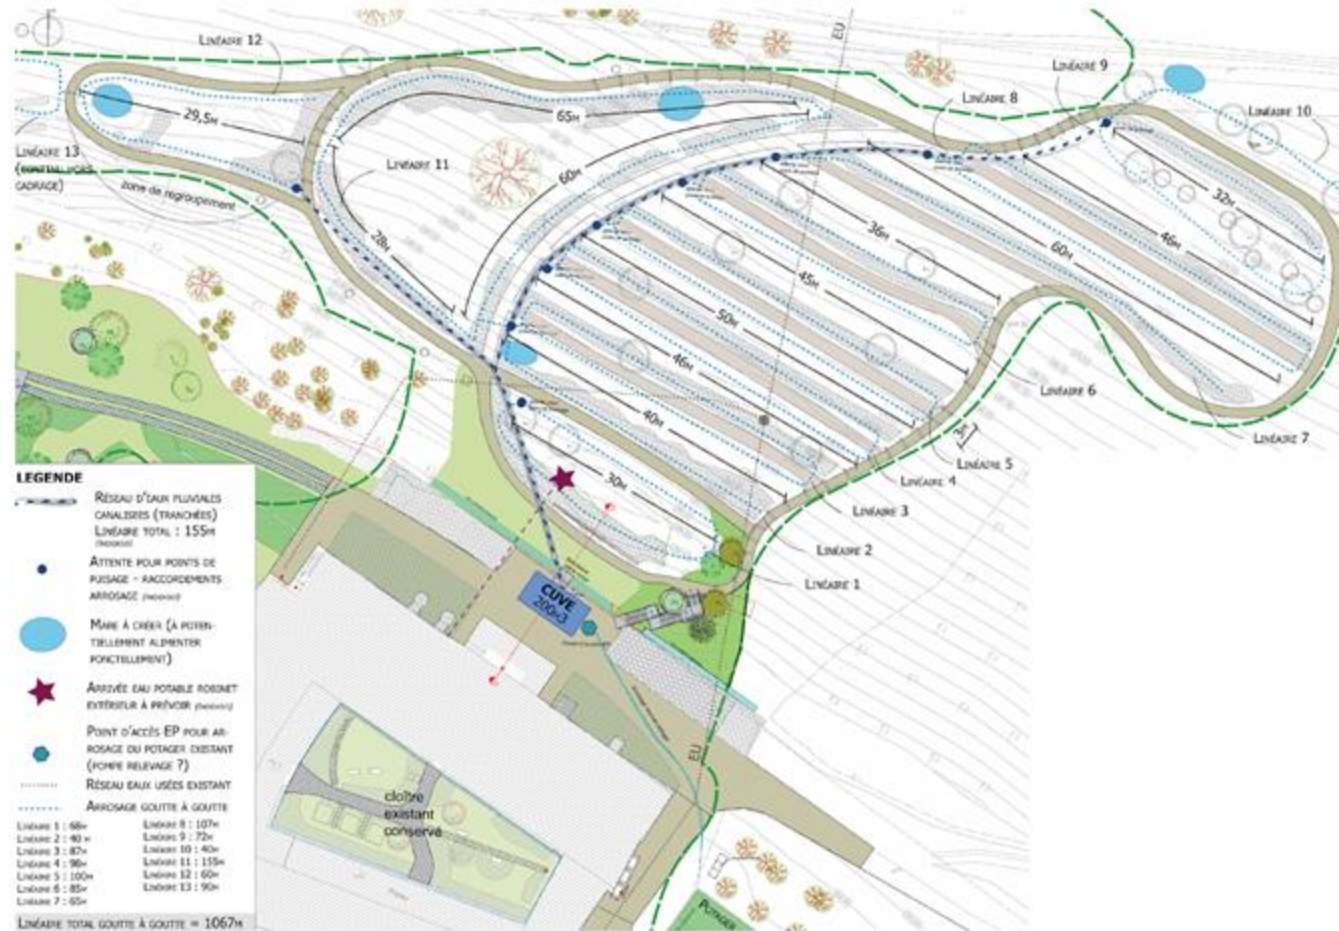 EU
Linéaire 12
Linéaire 9
Linéaire 8
Linéaire 10
29,5m
65m
Linéaire 13
(continu hors
cadrage)
Linéaire 11
zone de regroupement
60m
28m
32m
46m
60m
36m
45m
50m
46m
40m
30m
Linéaire 6
Linéaire 7
3m
Linéaire 5
Linéaire 4
Linéaire 3
Linéaire 2
Linéaire 1
CUVE
200m3
EU
cloître
existant
conservé
Potager
LEGENDE
Réseau d'eaux pluviales
canalisées (tranchées)
Linéaire total : 155m
Attente pour points de
puisage - raccordements
arrosage
Mare à créer (à poten-
tiellement alimenter
ponctuellement)
Arrivée eau potable robinet
extérieur à prévoir
Point d'accès EP pour ar-
rosage du potager existant
(pompe relevage ?)
Réseau eaux usées existant
Arrosage goutte à goutte
Linéaire 1 : 68m
Linéaire 2 : 40 m
Linéaire 3 : 87m
Linéaire 4 : 98m
Linéaire 5 : 100m
Linéaire 6 : 85m
Linéaire 7 : 65m
Linéaire 8 : 107m
Linéaire 9 : 72m
Linéaire 10 : 40m
Linéaire 11 : 155m
Linéaire 12 : 60m
Linéaire 13 : 90m
Linéaire total goutte à goutte = 1067m